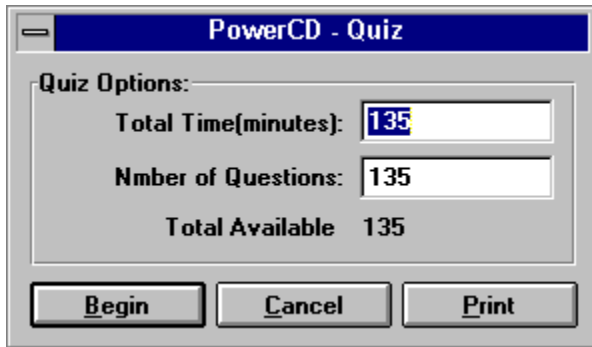 PowerCD - Quiz
Quiz Options:
Total Time(minutes): 135
Nmber of Questions: 135
Total Available 135
Begin Cancel Print